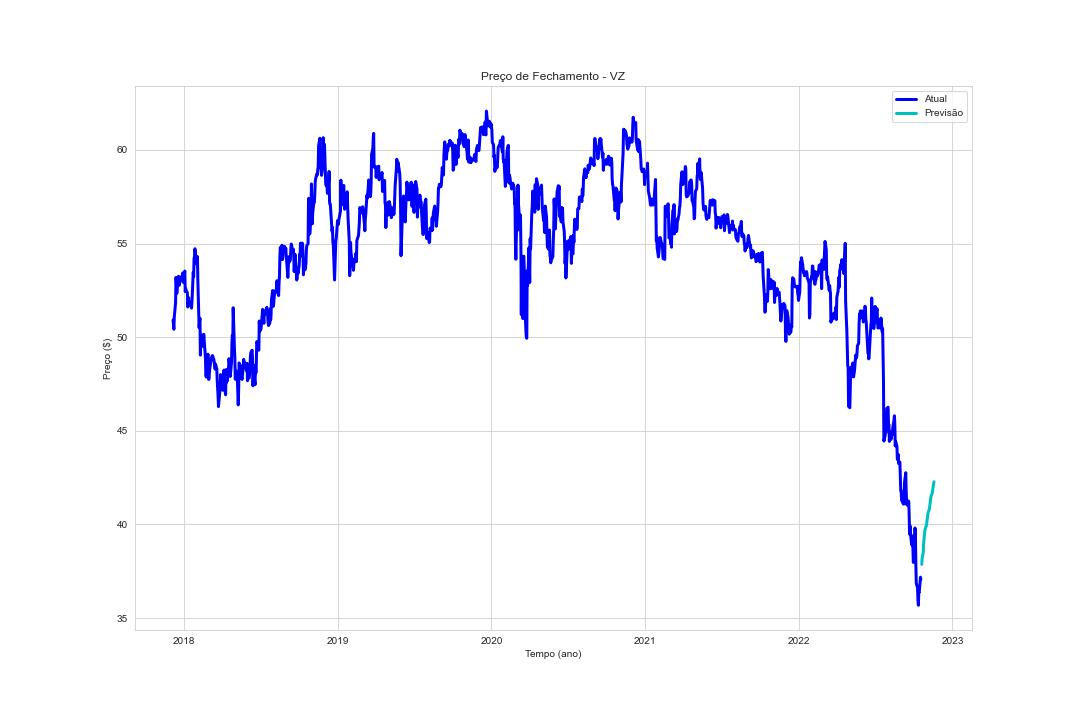 Preço de Fechamento - VZ
Atual
Previsão
60
55
50
45
40
35
Preço ($)
2018
2019
2020
2021
2022
2023
Tempo (ano)